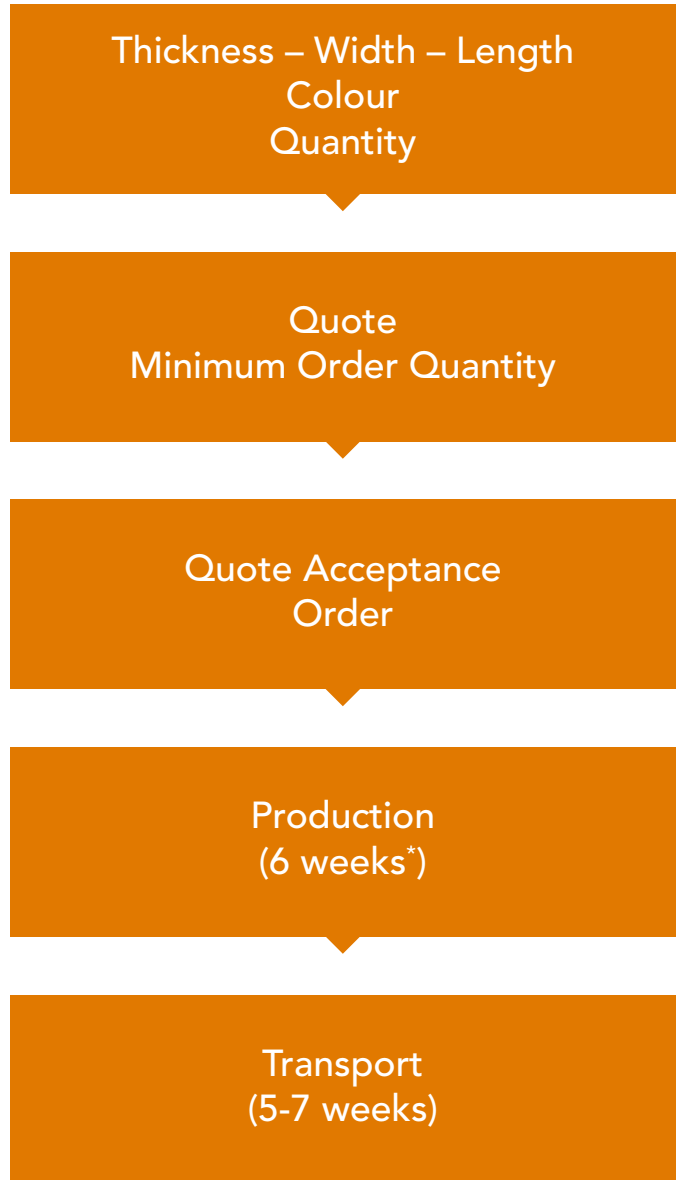 Thickness – Width – Length
Colour
Quantity
Quote
Minimum Order Quantity
Quote Acceptance
Order
Production
(6 weeks*)
Transport
(5-7 weeks)